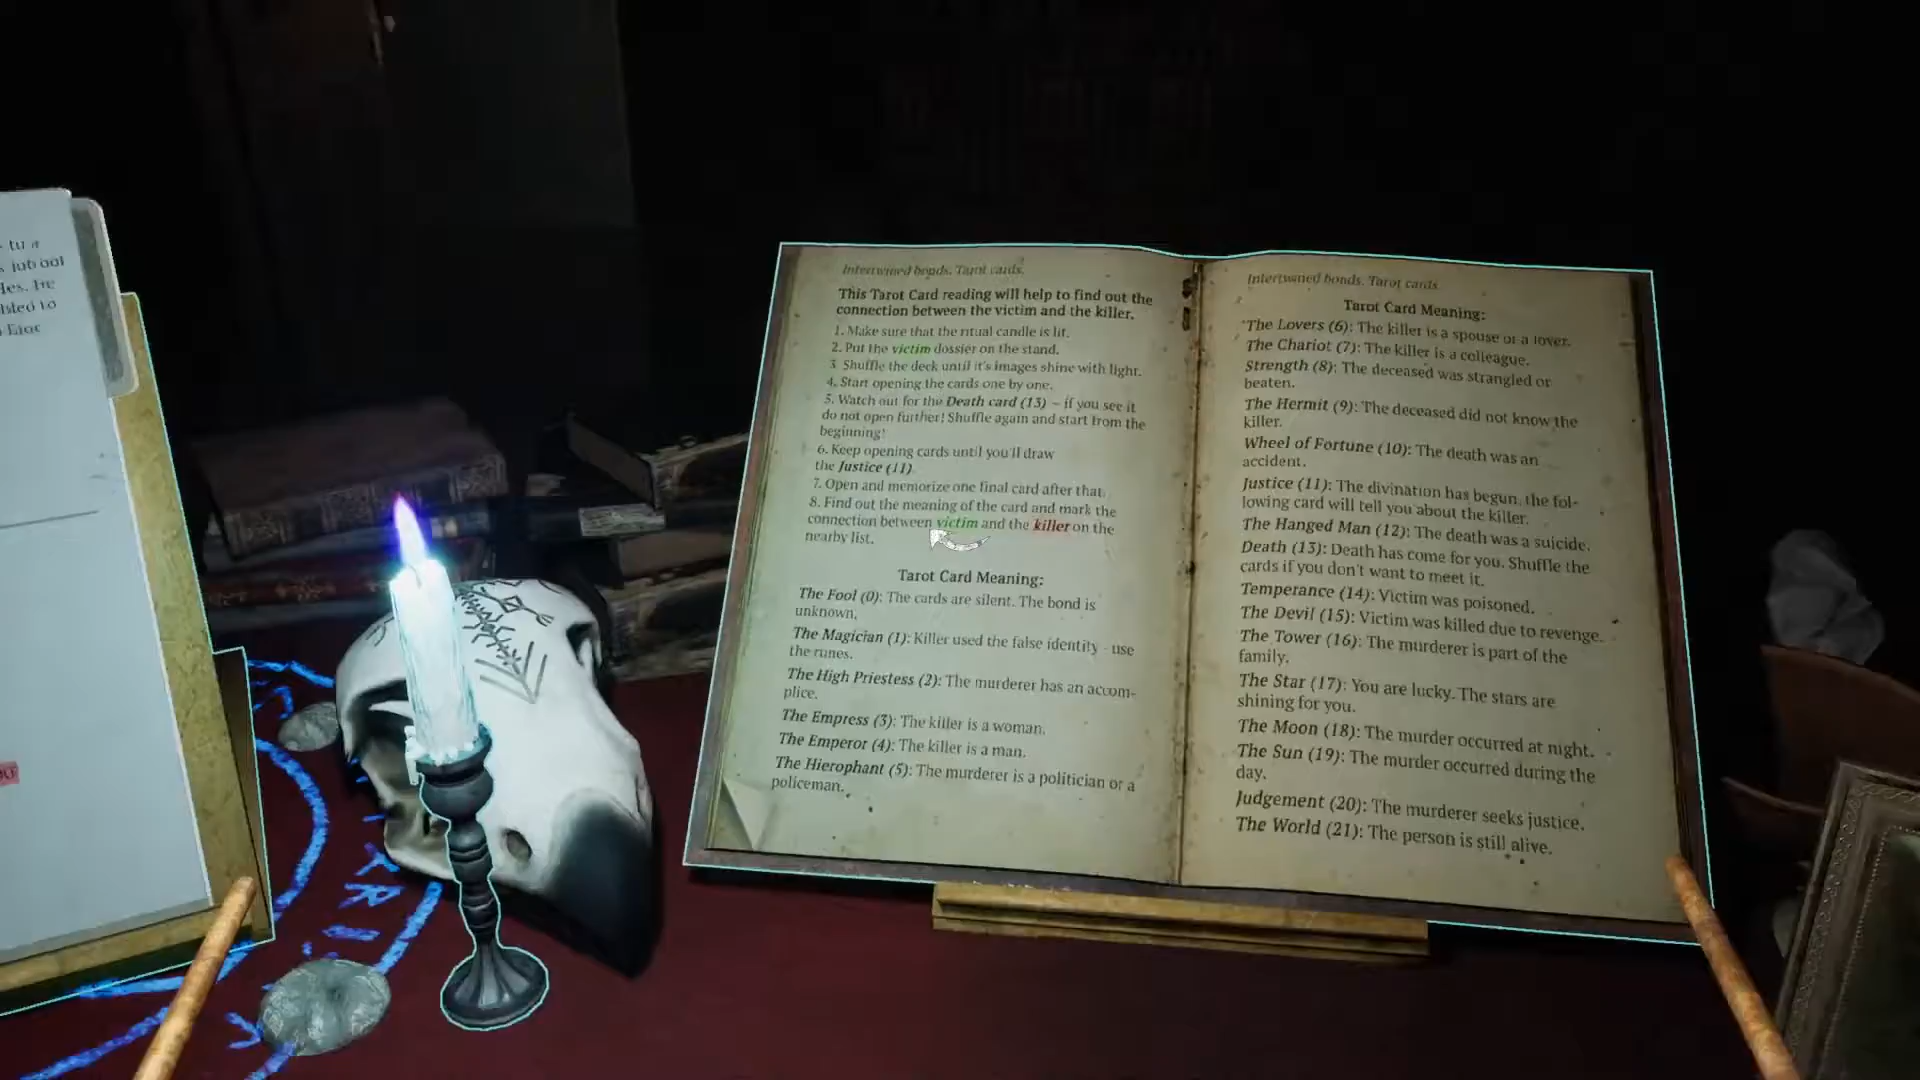 Intertwined bonds. Tarot cards.
This Tarot Card reading will help to find out the
connection between the victim and the killer.
1. Make sure that the ritual candle is lit.
2. Put the victim dossier on the stand.
3. Shuffle the deck until it's images shine with light.
4. Start opening the cards one by one.
5. Watch out for the Death card (13) – if you see it
do not open further! Shuffle again and start from the
beginning!
6. Keep opening cards until you'll draw
the Justice (11)
7. Open and memorize one final card after that.
8. Find out the meaning of the card and mark the
connection between victim and the killer on the
nearby list.
Tarot Card Meaning:
The Fool (0): The cards are silent. The bond is
unknown.
The Magician (1): Killer used the false identity - use
the runes.
The High Priestess (2): The murderer has an accom-
plice.
The Empress (3): The killer is a woman.
The Emperor (4): The killer is a man.
The Hierophant (5): The murderer is a politician or a
policeman.
Intertwined bonds. Tarot cards
Tarot Card Meaning:
The Lovers (6): The killer is a spouse or a lover.
The Chariot (7): The killer is a colleague.
Strength (8): The deceased was strangled or
beaten.
The Hermit (9): The deceased did not know the
killer.
Wheel of Fortune (10): The death was an
accident.
Justice (11): The divination has begun, the fol-
lowing card will tell you about the killer.
The Hanged Man (12): The death was a suicide.
Death (13): Death has come for you. Shuffle the
cards if you don't want to meet it.
Temperance (14): Victim was poisoned.
The Devil (15): Victim was killed due to revenge.
The Tower (16): The murderer is part of the
family.
The Star (17): You are lucky. The stars are
shining for you.
The Moon (18): The murder occurred at night.
The Sun (19): The murder occurred during the
day.
Judgement (20): The murderer seeks justice.
The World (21): The person is still alive.